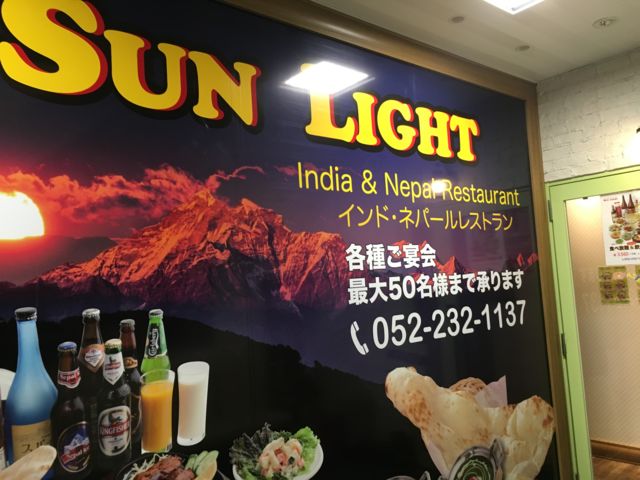 SUN LIGHT
India & Nepal Restaurant
インド・ネパールレストラン
各種ご宴会
最大50名様まで承ります
052-232-1137
KINGFISHER